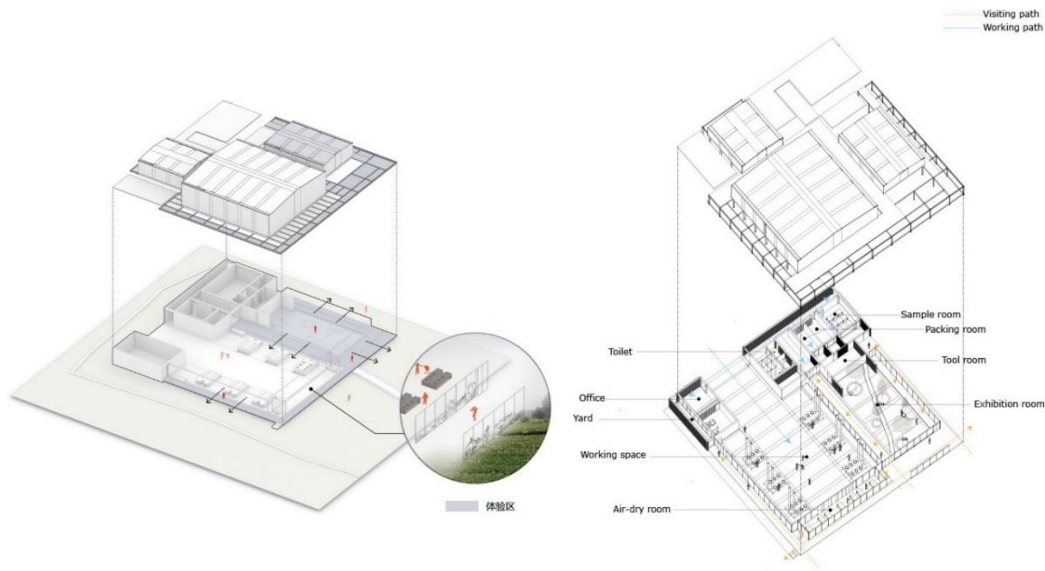 Visiting path
Working path
Sample room
Packing room
Toilet
Tool room
Office
Exhibition room
Yard
Working space
Air-dry room
体验区